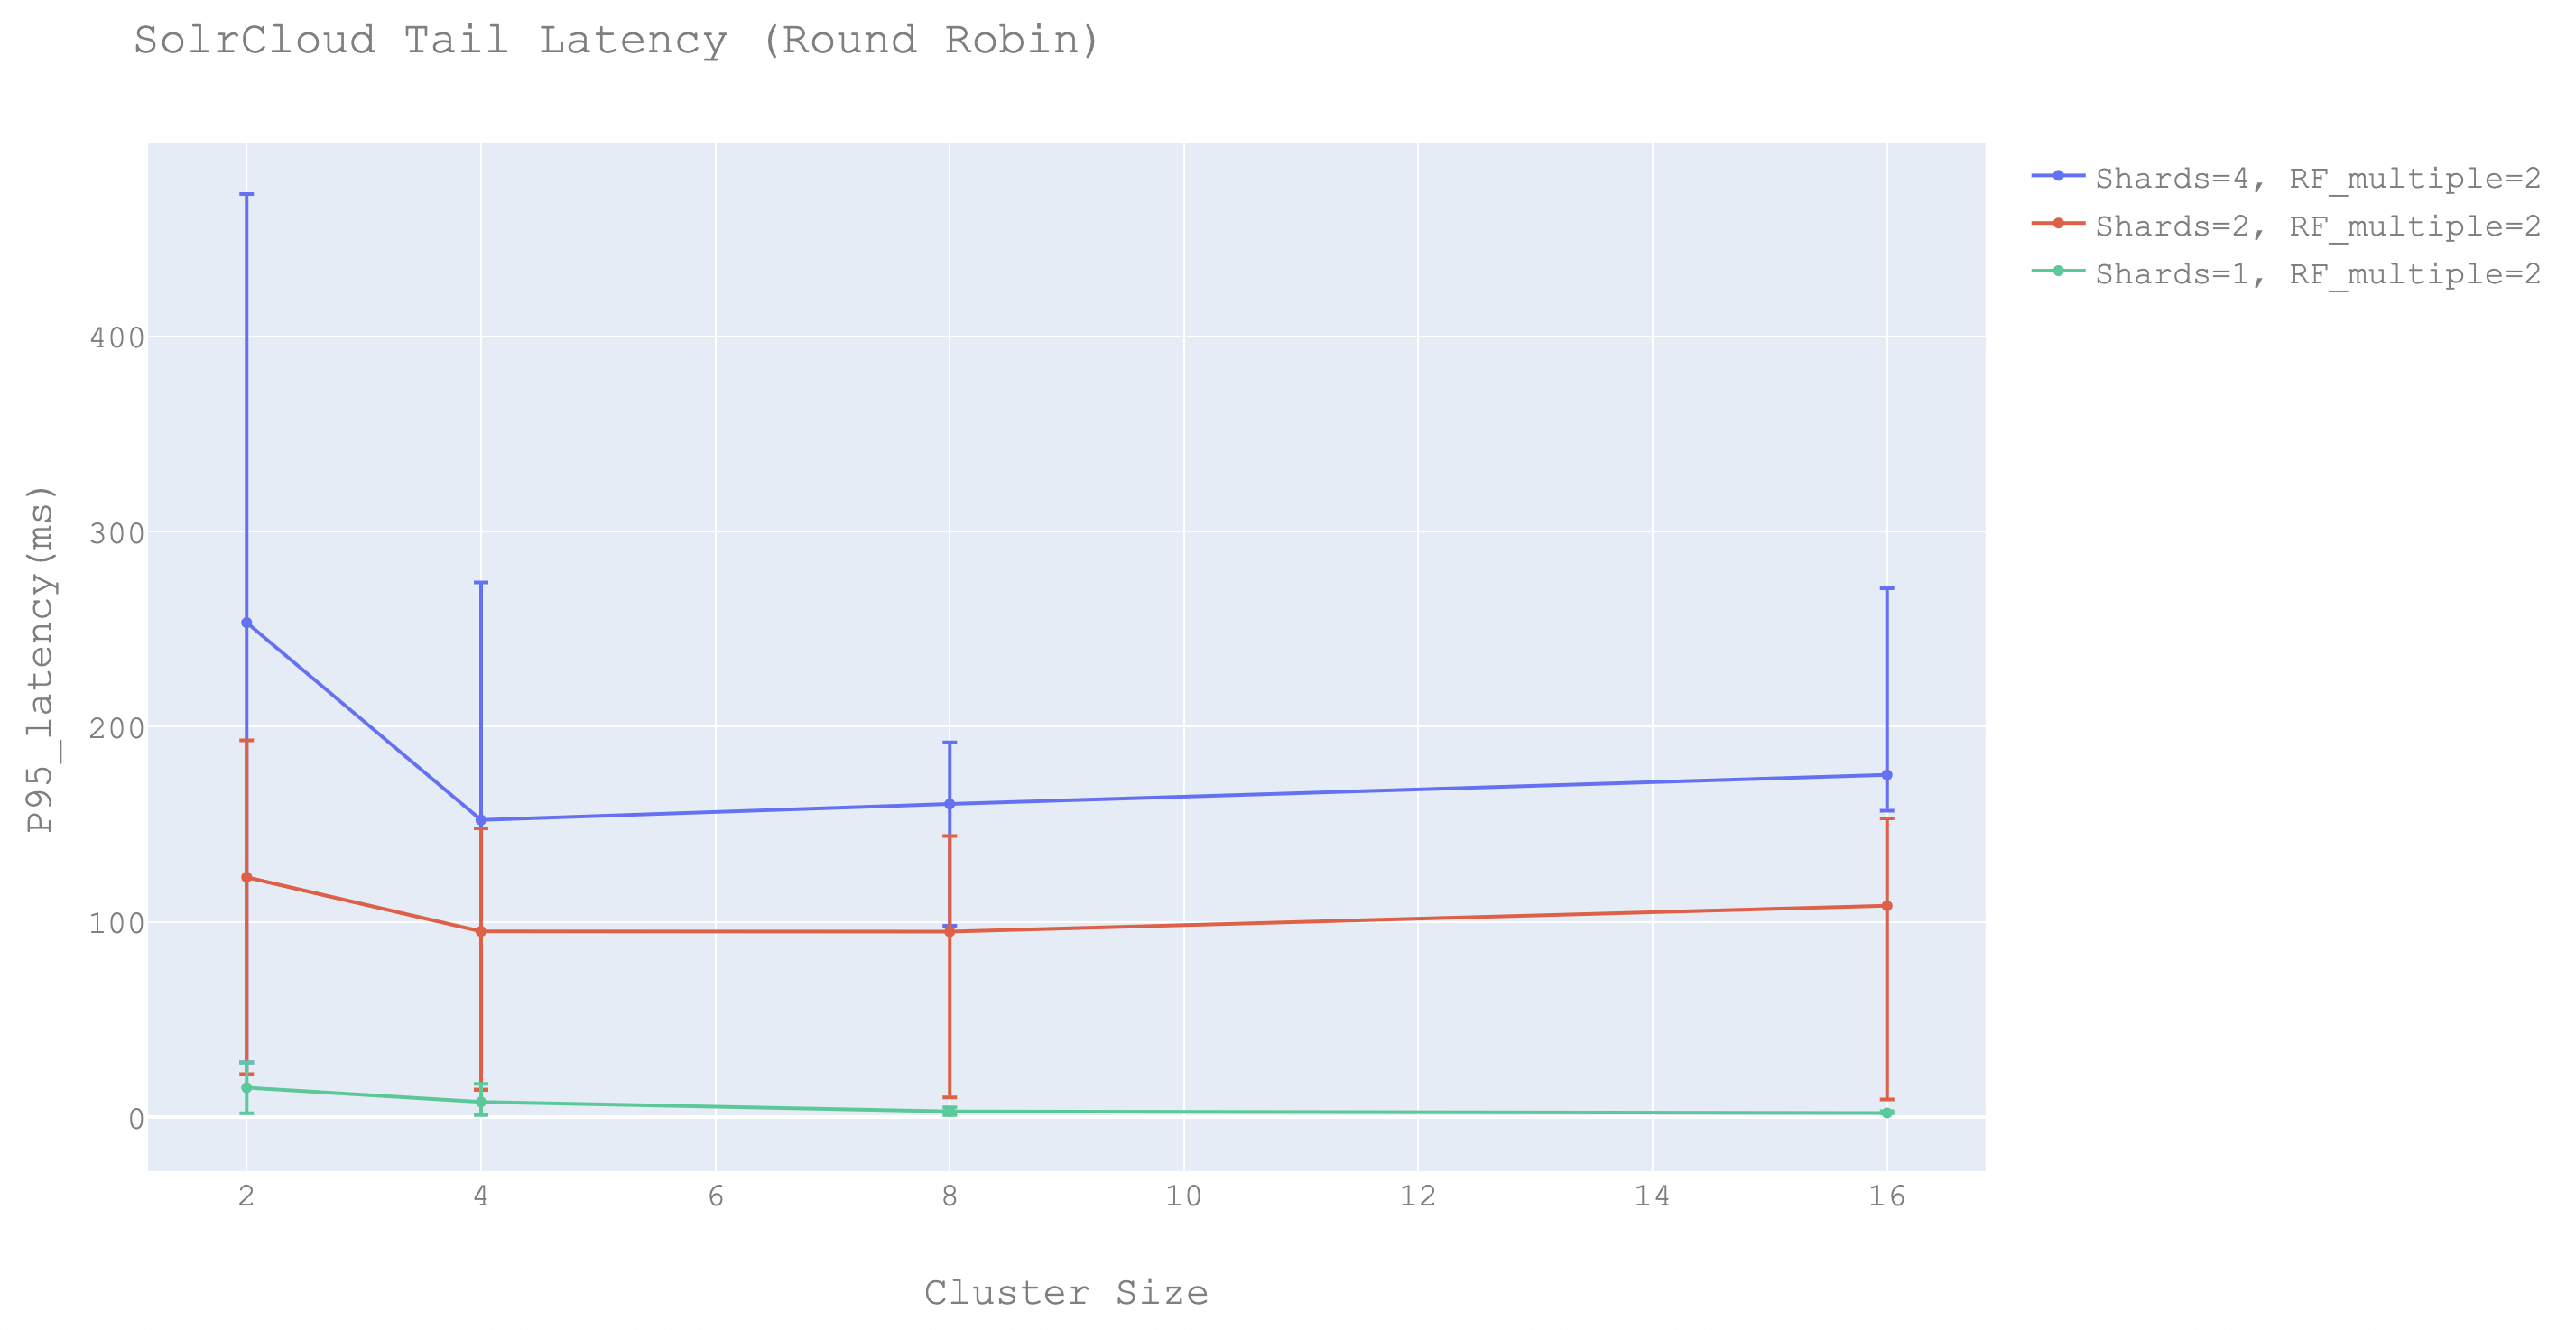 SolrCloud Tail Latency (Round Robin)
Shards=4, RF_multiple=2
Shards=2, RF_multiple=2
Shards=1, RF_multiple=2
P95_latency(ms)
400
300
200
100
0
2 4 6 8 10 12 14 16
Cluster Size